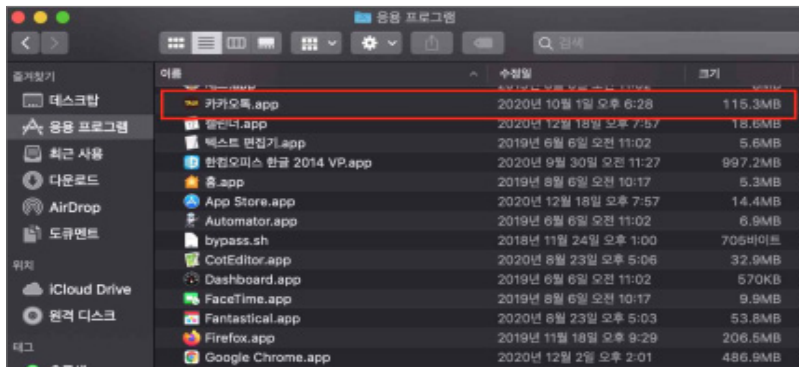 응용 프로그램
검색
즐겨찾기
데스크탑
응용 프로그램
최근 사용
다운로드
AirDrop
도큐멘트
위치
iCloud Drive
원격 디스크
태그
이름 수정일 크기
카카오톡.app 2020년 10월 1일 오후 6:28 115.3MB
캘린더.app 2020년 12월 18일 오후 7:57 18.6MB
텍스트 편집기.app 2019년 6월 6일 오전 11:02 5.6MB
한컴오피스 한글 2014 VP.app 2020년 9월 30일 오전 11:27 997.2MB
홈.app 2019년 8월 6일 오전 10:17 5.3MB
App Store.app 2020년 12월 18일 오후 7:57 14.4MB
Automator.app 2019년 6월 6일 오전 11:02 6.9MB
bypass.sh 2018년 11월 24일 오후 1:00 705바이트
CotEditor.app 2020년 8월 23일 오후 5:06 32.9MB
Dashboard.app 2019년 6월 6일 오전 11:02 570KB
FaceTime.app 2019년 8월 6일 오전 10:17 9.9MB
Fantastical.app 2020년 8월 23일 오후 5:03 53.8MB
Firefox.app 2019년 11월 18일 오후 9:29 206.5MB
Google Chrome.app 2020년 12월 2일 오후 2:01 486.9MB